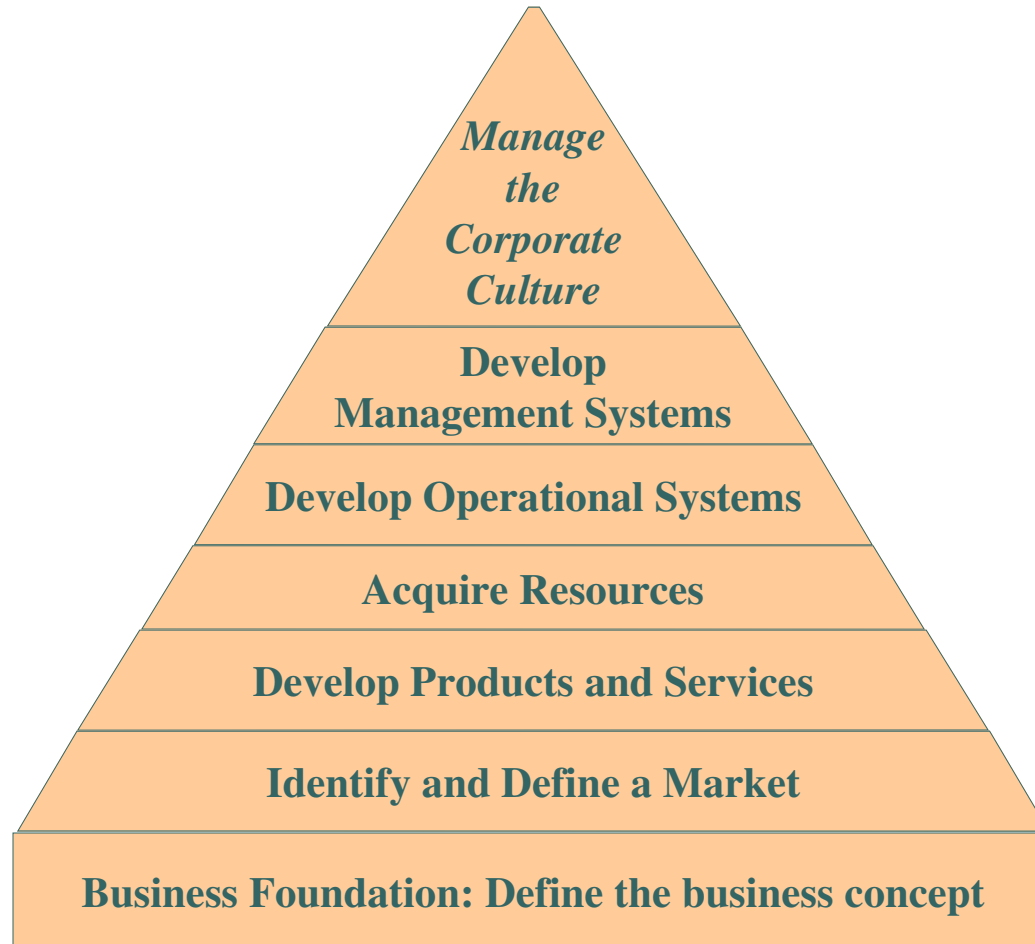 Manage
the
Corporate
Culture
Develop
Management Systems
Develop Operational Systems
Acquire Resources
Develop Products and Services
Identify and Define a Market
Business Foundation: Define the business concept